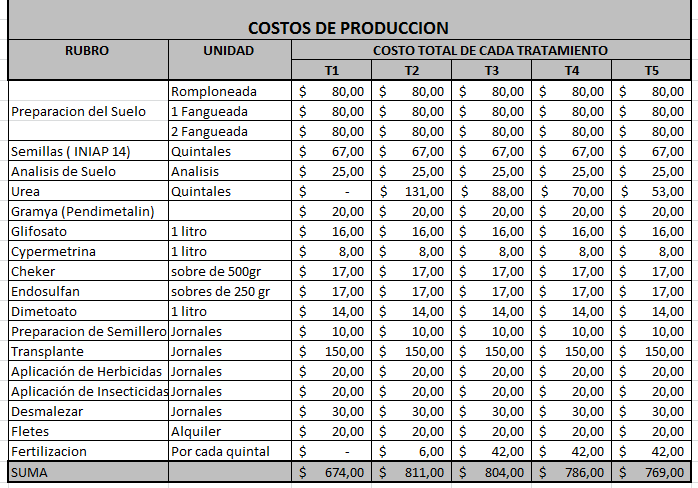 COSTOS DE PRODUCCION
RUBRO UNIDAD COSTO TOTAL DE CADA TRATAMIENTO
T1 T2 T3 T4 T5
Romploneada $ 80,00 $ 80,00 $ 80,00 $ 80,00 $ 80,00
Preparacion del Suelo 1 Fangueada $ 80,00 $ 80,00 $ 80,00 $ 80,00 $ 80,00
2 Fangueada $ 80,00 $ 80,00 $ 80,00 $ 80,00 $ 80,00
Semillas ( INIAP 14) Quintales $ 67,00 $ 67,00 $ 67,00 $ 67,00 $ 67,00
Analisis de Suelo Analisis $ 25,00 $ 25,00 $ 25,00 $ 25,00 $ 25,00
Urea Quintales $ - $ 131,00 $ 88,00 $ 70,00 $ 53,00
Gramya (Pendimetalin) $ 20,00 $ 20,00 $ 20,00 $ 20,00 $ 20,00
Glifosato 1 litro $ 16,00 $ 16,00 $ 16,00 $ 16,00 $ 16,00
Cypermetrina 1 litro $ 8,00 $ 8,00 $ 8,00 $ 8,00 $ 8,00
Cheker sobre de 500gr $ 17,00 $ 17,00 $ 17,00 $ 17,00 $ 17,00
Endosulfan sobres de 250 gr $ 17,00 $ 17,00 $ 17,00 $ 17,00 $ 17,00
Dimetoato 1 litro $ 14,00 $ 14,00 $ 14,00 $ 14,00 $ 14,00
Preparacion de Semillero Jornales $ 10,00 $ 10,00 $ 10,00 $ 10,00 $ 10,00
Transplante Jornales $ 150,00 $ 150,00 $ 150,00 $ 150,00 $ 150,00
Aplicación de Herbicidas Jornales $ 20,00 $ 20,00 $ 20,00 $ 20,00 $ 20,00
Aplicación de Insecticidas Jornales $ 20,00 $ 20,00 $ 20,00 $ 20,00 $ 20,00
Desmalezar Jornales $ 30,00 $ 30,00 $ 30,00 $ 30,00 $ 30,00
Fletes Alquiler $ 20,00 $ 20,00 $ 20,00 $ 20,00 $ 20,00
Fertilizacion Por cada quintal $ - $ 6,00 $ 42,00 $ 42,00 $ 42,00
SUMA $ 674,00 $ 811,00 $ 804,00 $ 786,00 $ 769,00